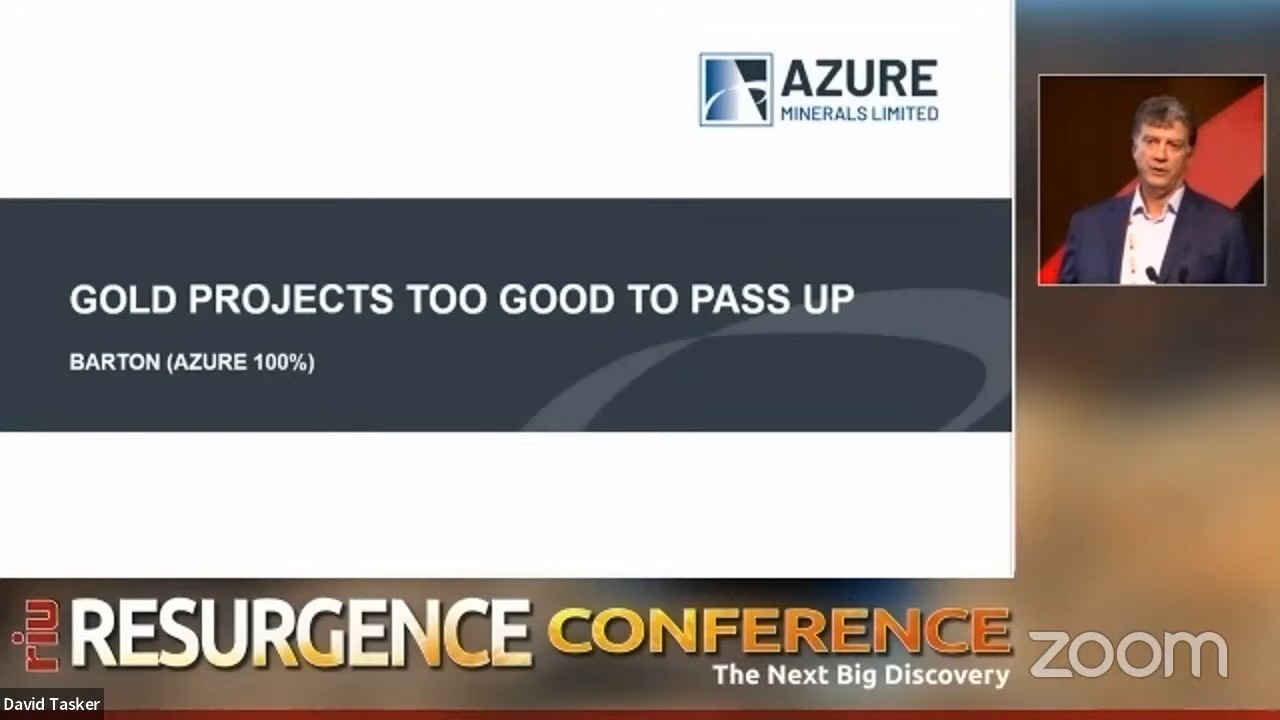 AZURE
MINERALS LIMITED
GOLD PROJECTS TOO GOOD TO PASS UP
BARTON (AZURE 100%)
riu RESURGENCE CONFERENCE
The Next Big Discovery
zoom
David Tasker